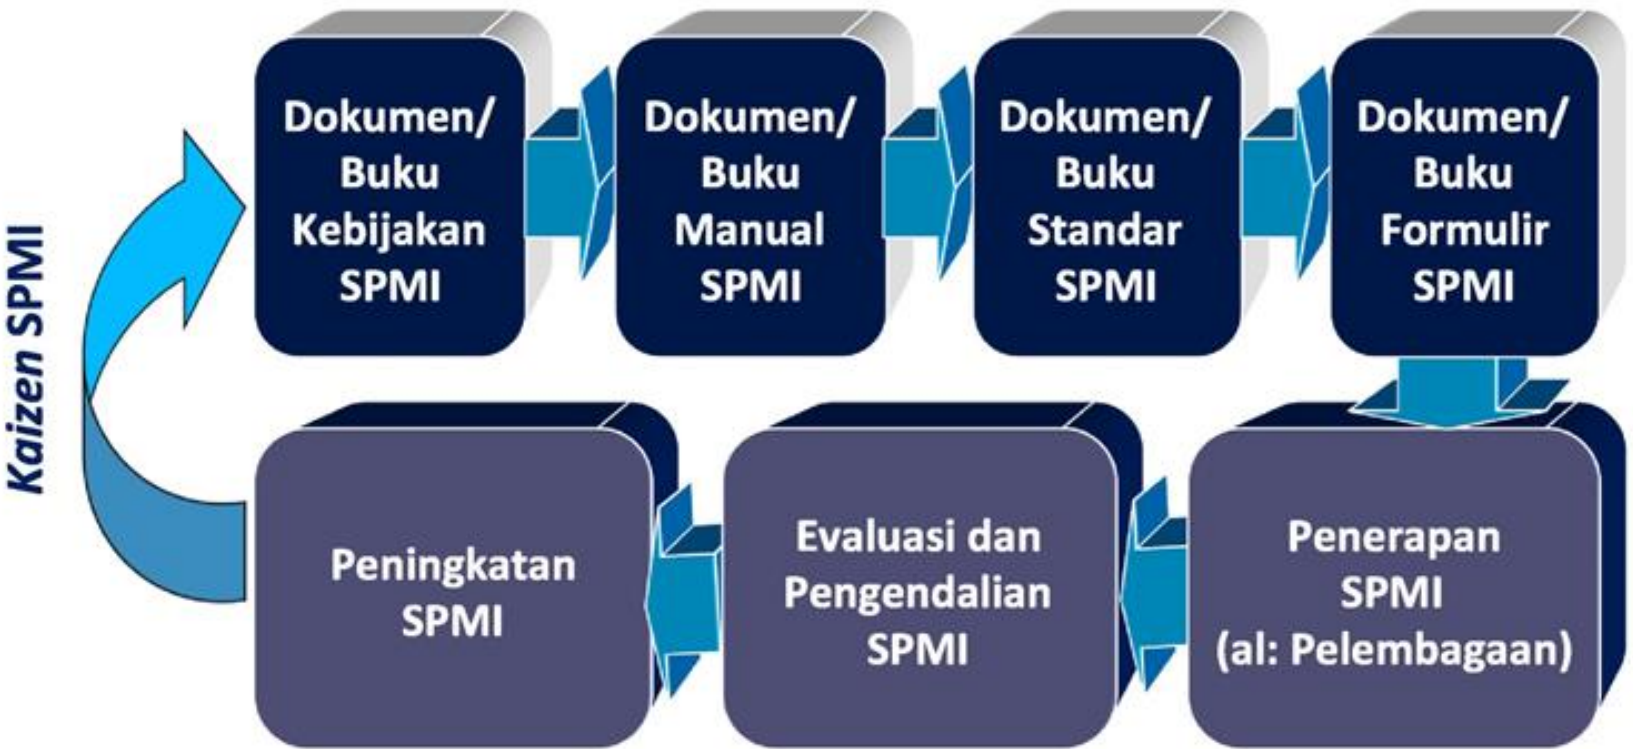 Kaizen SPMI
Dokumen/
Buku
Kebijakan
SPMI
Dokumen/
Buku
Manual
SPMI
Dokumen/
Buku
Standar
SPMI
Dokumen/
Buku
Formulir
SPMI
Penerapan
SPMI
(al: Pelembagaan)
Evaluasi dan
Pengendalian
SPMI
Peningkatan
SPMI